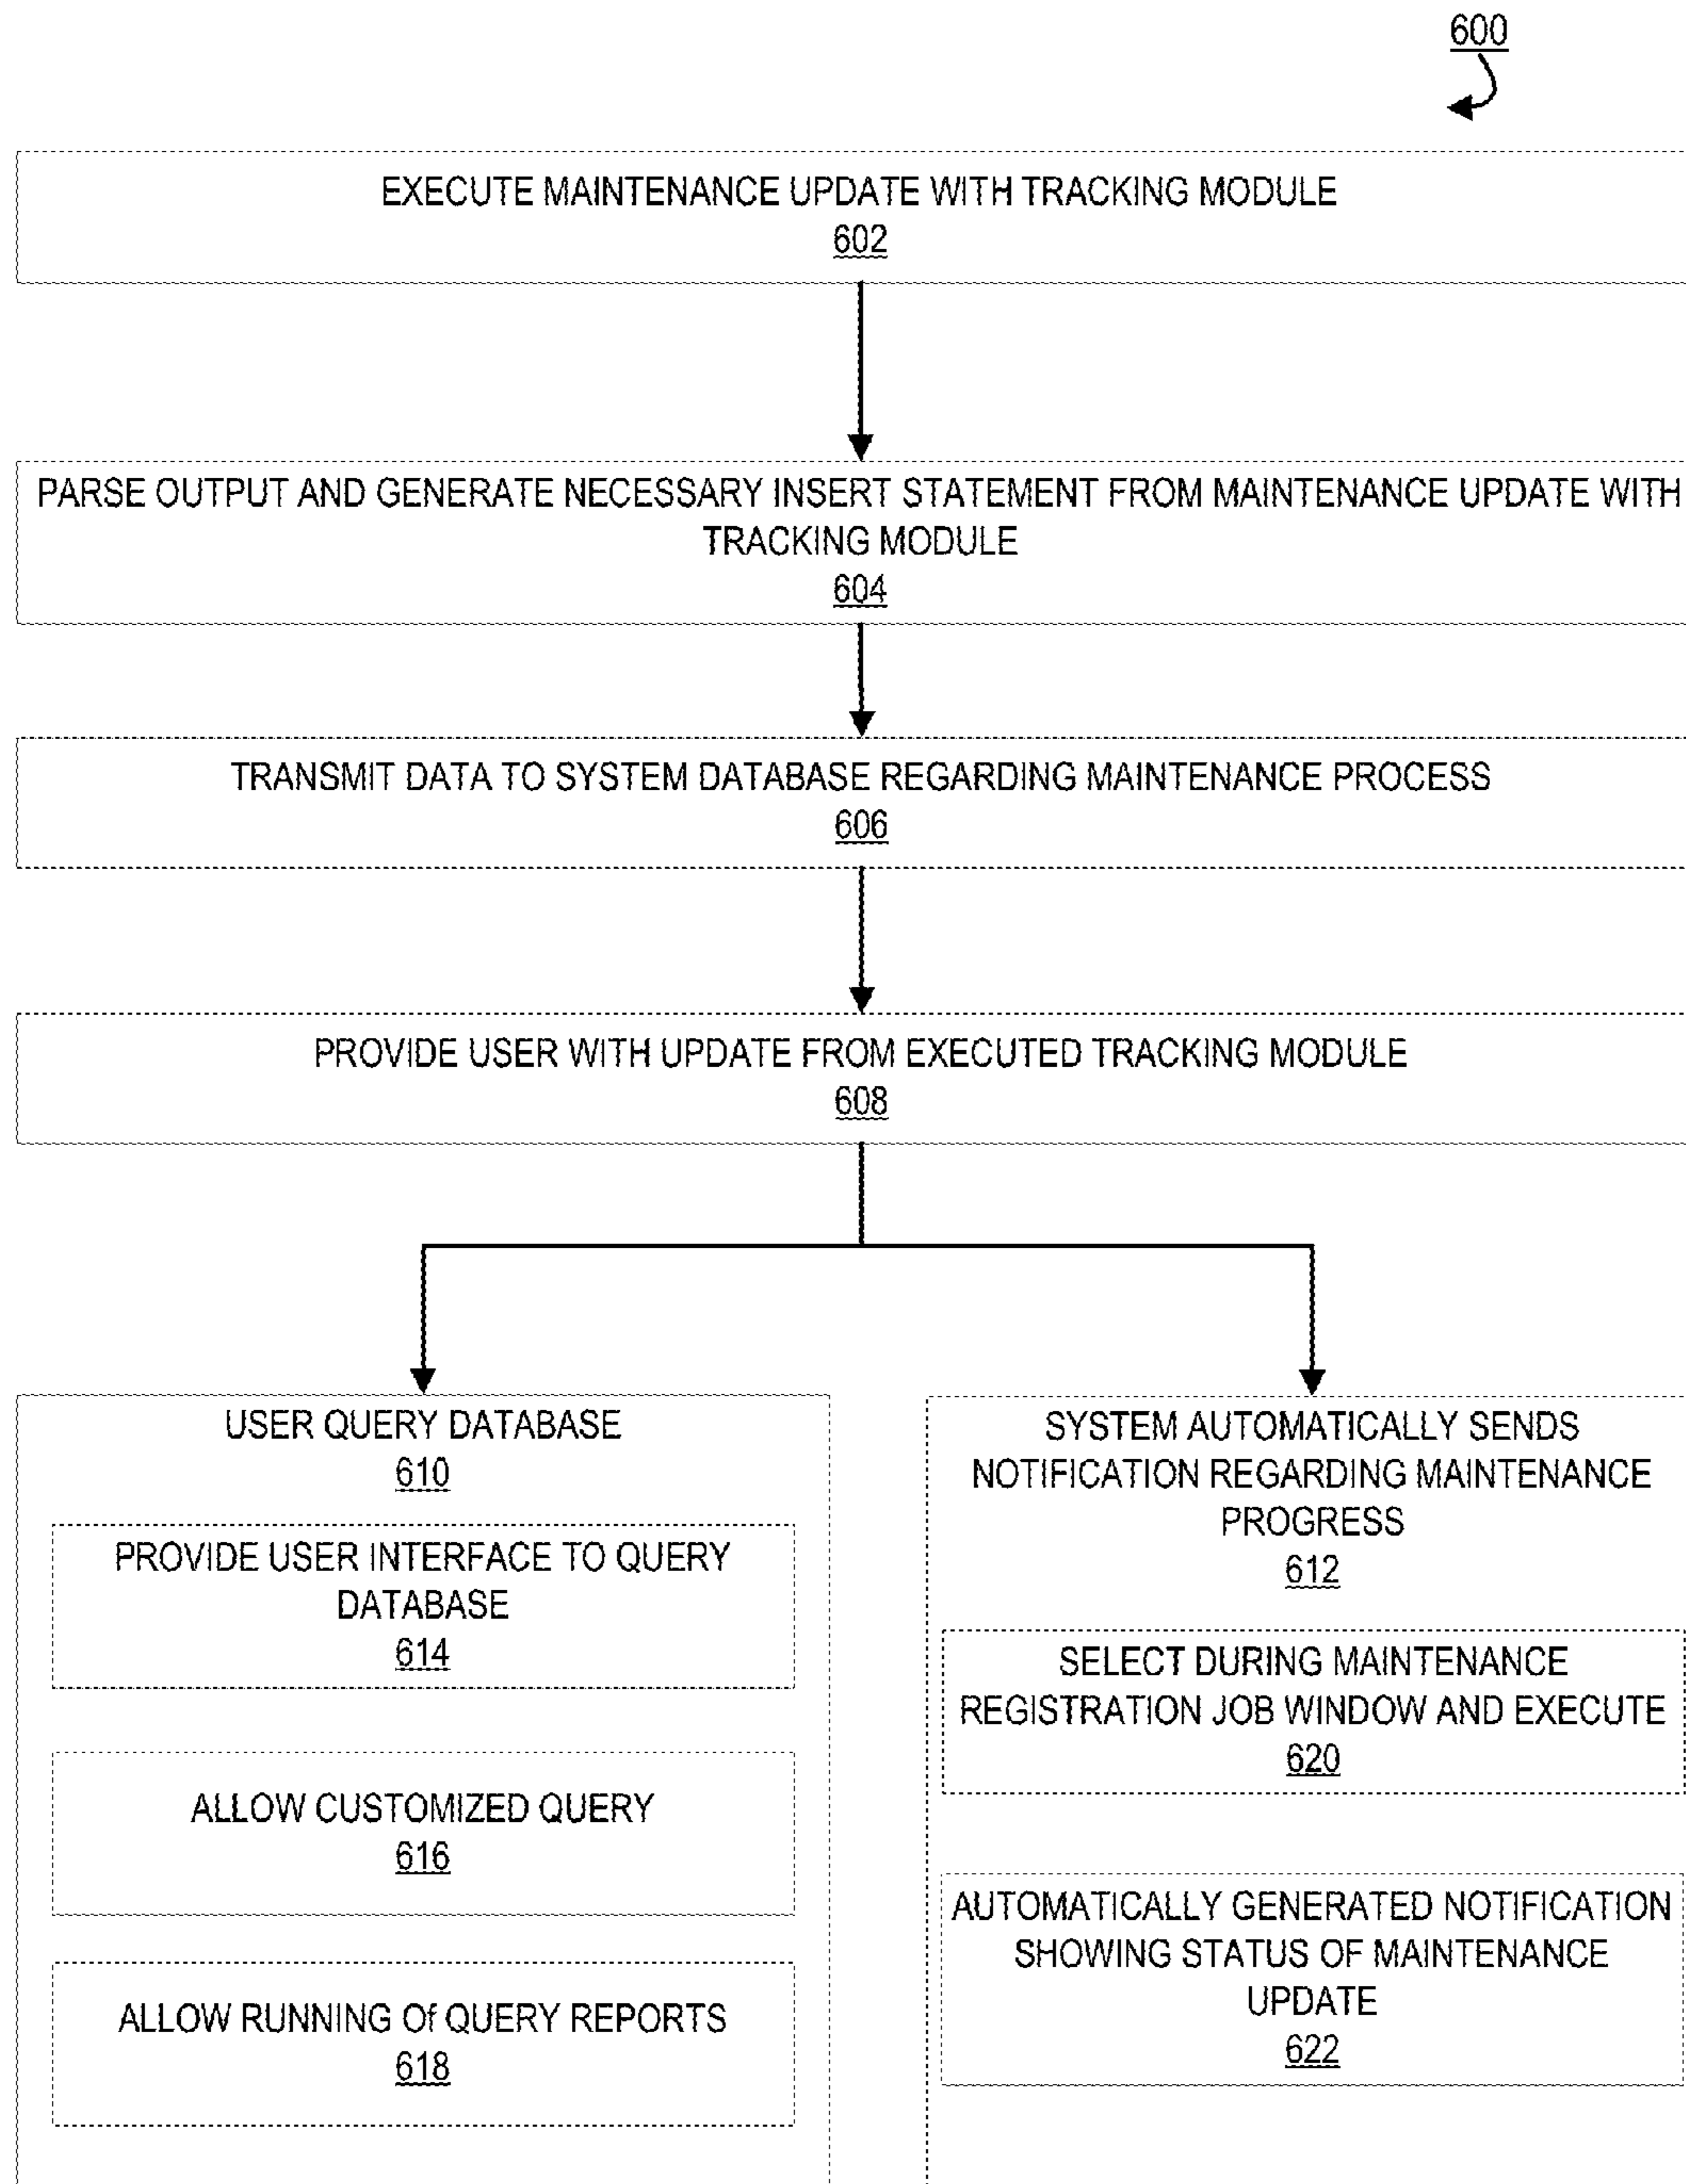 600
EXECUTE MAINTENANCE UPDATE WITH TRACKING MODULE
602
PARSE OUTPUT AND GENERATE NECESSARY INSERT STATEMENT FROM MAINTENANCE UPDATE WITH
TRACKING MODULE
604
TRANSMIT DATA TO SYSTEM DATABASE REGARDING MAINTENANCE PROCESS
606
PROVIDE USER WITH UPDATE FROM EXECUTED TRACKING MODULE
608
USER QUERY DATABASE
610
PROVIDE USER INTERFACE TO QUERY
DATABASE
614
ALLOW CUSTOMIZED QUERY
616
ALLOW RUNNING Of QUERY REPORTS
618
SYSTEM AUTOMATICALLY SENDS
NOTIFICATION REGARDING MAINTENANCE
PROGRESS
612
SELECT DURING MAINTENANCE
REGISTRATION JOB WINDOW AND EXECUTE
620
AUTOMATICALLY GENERATED NOTIFICATION
SHOWING STATUS OF MAINTENANCE
UPDATE
622